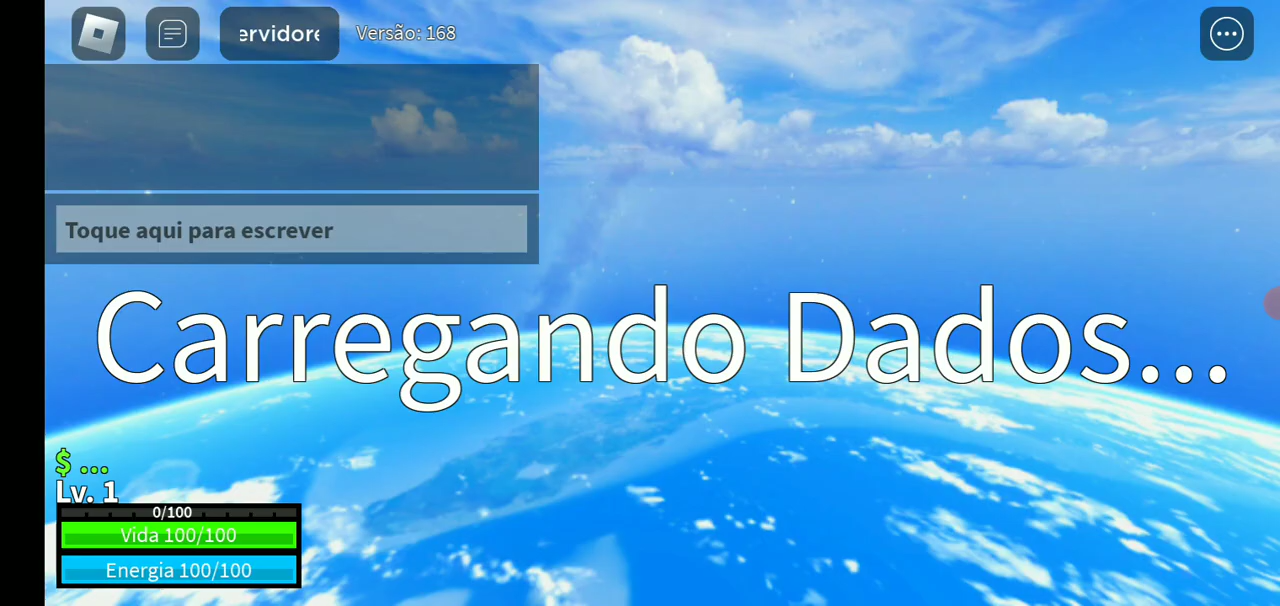 ervidore
Versão: 168
Toque aqui para escrever
Carregando Dados...
$ ...
Lv. 1
0/100
Vida 100/100
Energia 100/100